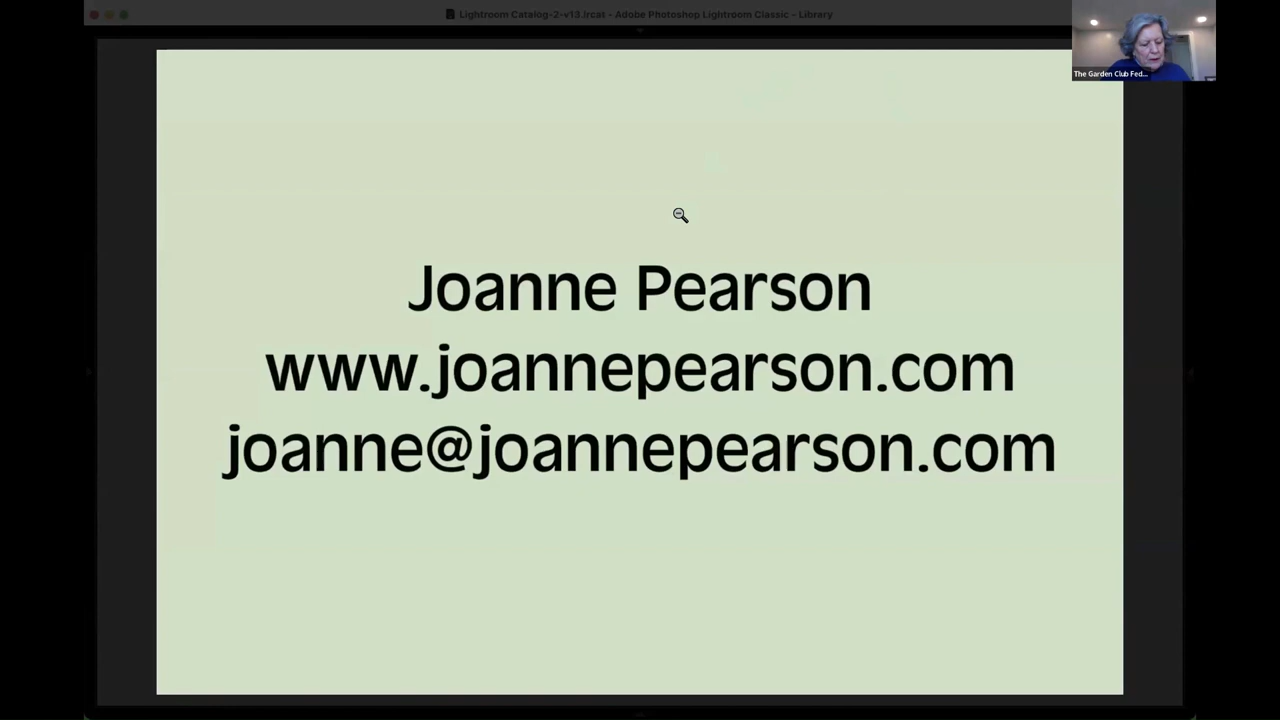 Lightroom Catalog-2-v13.lrcat - Adobe Photoshop Lightroom Classic - Library
The Garden Club Fed...
Joanne Pearson
www.joannepearson.com
joanne@joannepearson.com